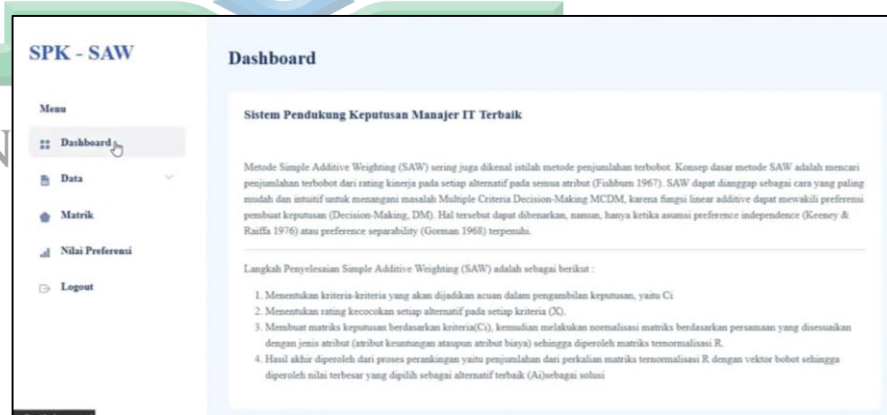 SPK - SAW
Menu
Dashboard
Data
Matrik
Nilai Preferensi
Logout
Dashboard
Sistem Pendukung Keputusan Manajer IT Terbaik
Metode Simple Additive Weighting (SAW) sering juga dikenal istilah metode penjumlahan terbobot. Konsep dasar metode SAW adalah mencari
penjumlahan terbobot dari rating kinerja pada setiap alternatif pada semua atribut (Fishburn 1967). SAW dapat dianggap sebagai cara yang paling
mudah dan intuitif untuk menangani masalah Multiple Criteria Decision-Making MCDM, karena fungsi linear additive dapat mewakili preferensi
pembuat keputusan (Decision-Making, DM). Hal tersebut dapat dibenarkan, namun, hanya ketika asumsi preference independence (Keeney &
Raiffa 1976) atau preference separability (Gorman 1968) terpenuhi.
Langkah Penyelesaian Simple Additive Weighting (SAW) adalah sebagai berikut :
1. Menentukan kriteria-kriteria yang akan dijadikan acuan dalam pengambilan keputusan, yaitu Ci
2. Menentukan rating kecocokan setiap alternatif pada setiap kriteria (X).
3. Membuat matriks keputusan berdasarkan kriteria(Ci), kemudian melakukan normalisasi matriks berdasarkan persamaan yang disesuaikan
dengan jenis atribut (atribut keuntungan ataupun atribut biaya) sehingga diperoleh matriks ternormalisasi R.
4. Hasil akhir diperoleh dari proses perankingan yaitu penjumlahan dari perkalian matriks ternormalisasi R dengan vektor bobot sehingga
diperoleh nilai terbesar yang dipilih sebagai alternatif terbaik (Ai)sebagai solusi